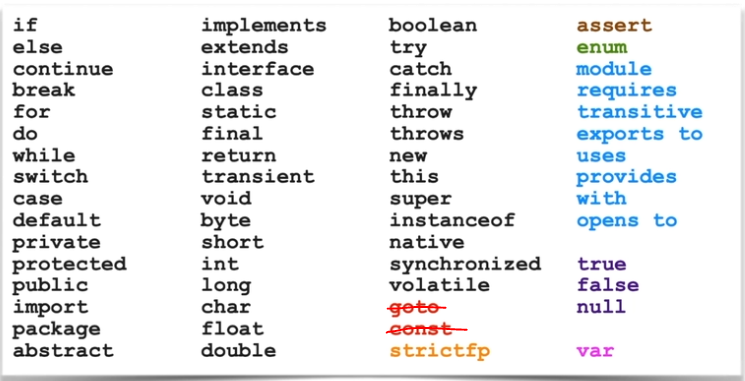 if implements boolean assert
else extends try enum
continue interface catch module
break class finally requires
for static throw transitive
do final throws exports to
while return new uses
switch transient this provides
case void super with
default byte instanceof opens to
private short native
protected int synchronized true
public long volatile false
import char goto null
package float const
abstract double strictfp var